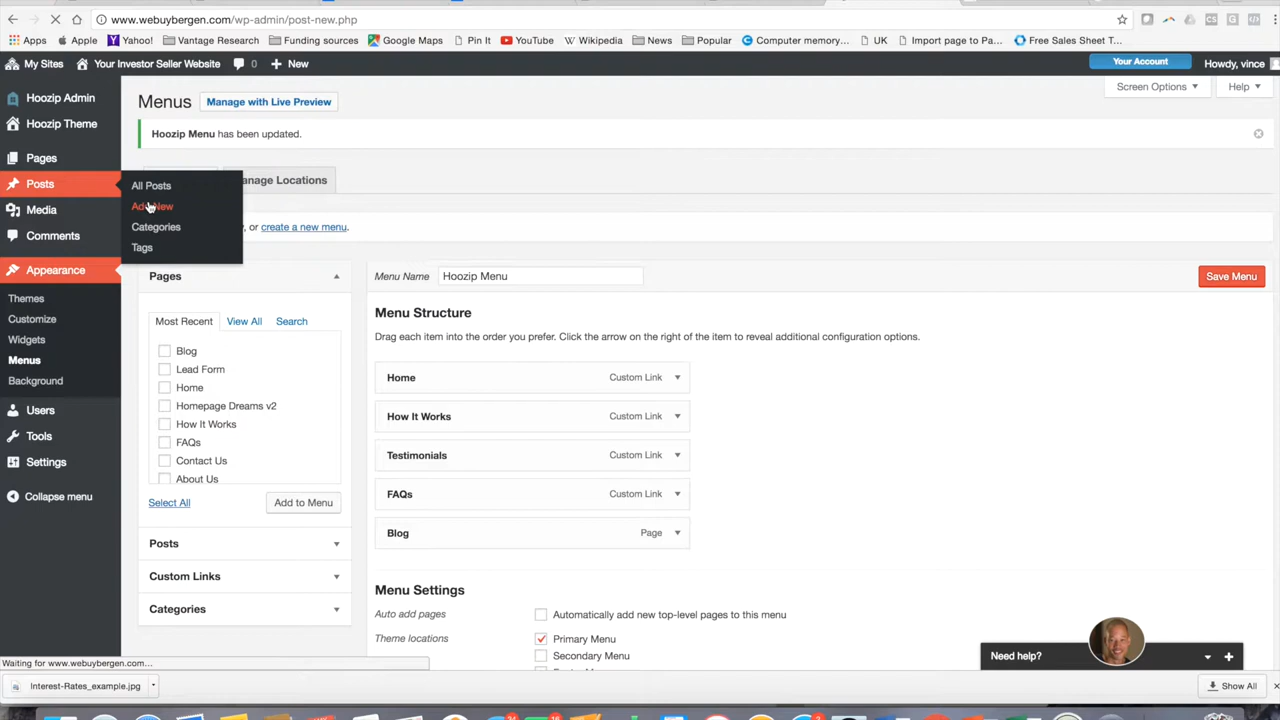 www.webuybergen.com/wp-admin/post-new.php
Apps
Apple
Yahoo!
Vantage Research
Funding sources
Google Maps
Pin It
YouTube
Wikipedia
News
Popular
Computer memory...
UK
Import page to Pa...
Free Sales Sheet T...
My Sites
Your Investor Seller Website
0
New
Your Account
Howdy, vince
Hoozip Admin
Hoozip Theme
Pages
Posts
Media
Comments
Appearance
Themes
Customize
Widgets
Menus
Background
Users
Tools
Settings
Collapse menu
All Posts
Categories
Tags
Menus
Manage with Live Preview
Screen Options
Help
Hoozip Menu has been updated.
Locations
, or create a new menu.
Pages
Most Recent
View All
Search
Blog
Lead Form
Home
Homepage Dreams v2
How It Works
FAQs
Contact Us
About Us
Select All
Add to Menu
Posts
Custom Links
Categories
Menu Name
Hoozip Menu
Save Menu
Menu Structure
Drag each item into the order you prefer. Click the arrow on the right of the item to reveal additional configuration options.
Home Custom Link
How It Works Custom Link
Testimonials Custom Link
FAQs Custom Link
Blog Page
Menu Settings
Auto add pages
Automatically add new top-level pages to this menu
Theme locations
Primary Menu
Secondary Menu
Need help?
Waiting for www.webuybergen.com...
Interest-Rates_example.jpg
Show All